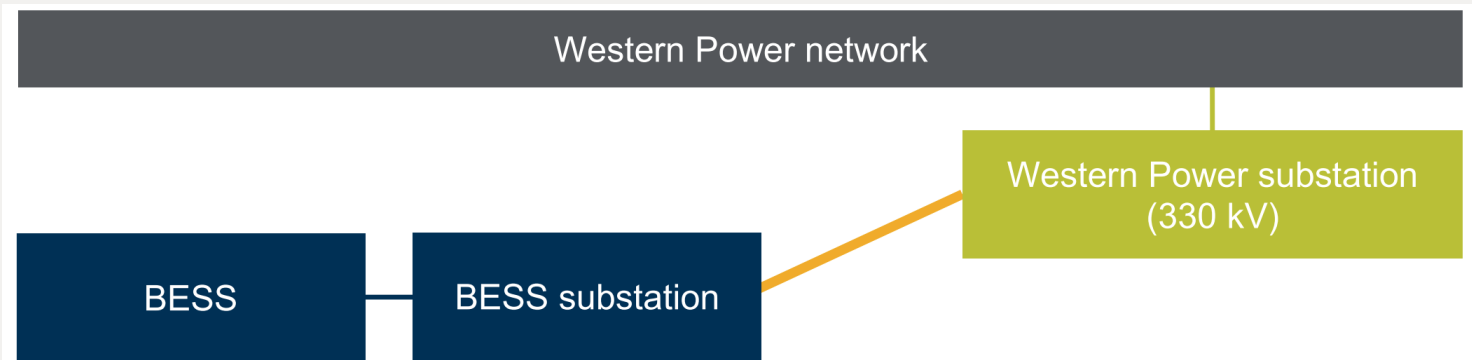 Western Power network
Western Power substation
(330 kV)
BESS
BESS substation